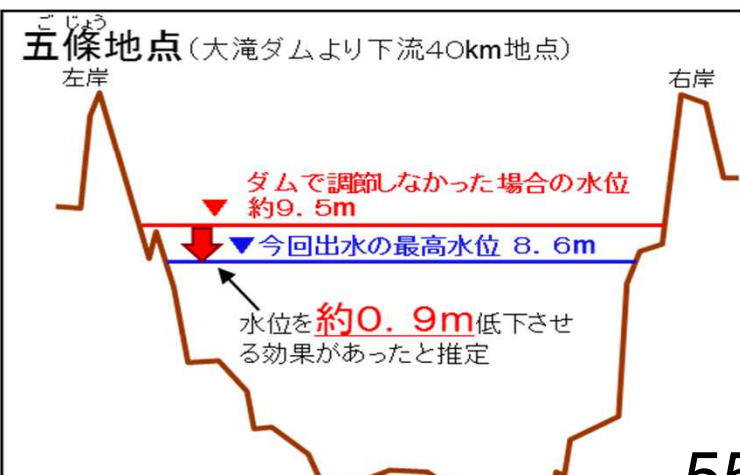 ごじょう
五條地点(大滝ダムより下流40km地点)
左岸
右岸
ダムで調節しなかった場合の水位
▼約9.5m
▼今回出水の最高水位 8.6m
水位を約0.9m低下させ
る効果があったと推定
55